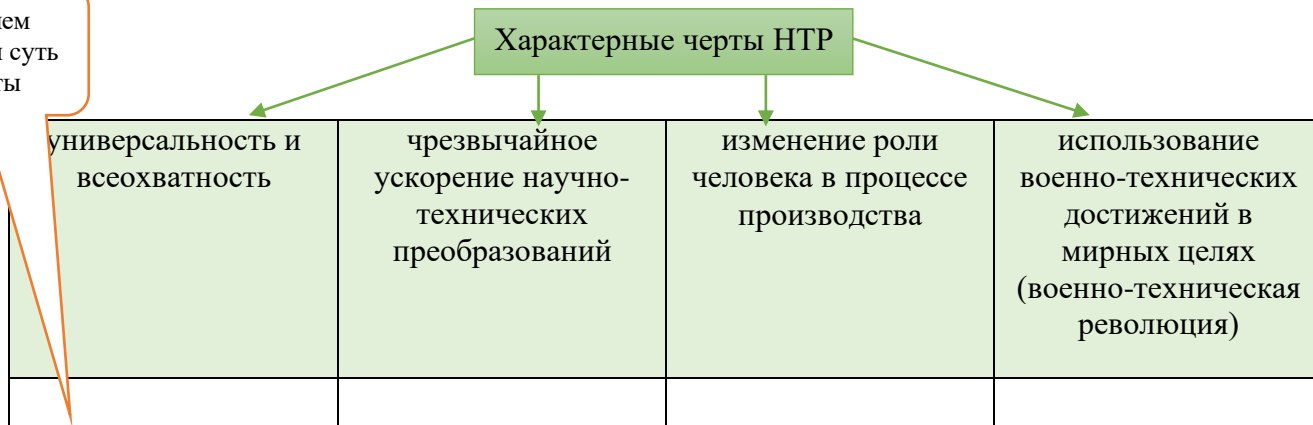 суть
ты
Характерные черты НТР
универсальность и
всеохватность
чрезвычайное
ускорение научно-
технических
преобразований
изменение роли
человека в процессе
производства
использование
военно-технических
достижений в
мирных целях
(военно-техническая
революция)